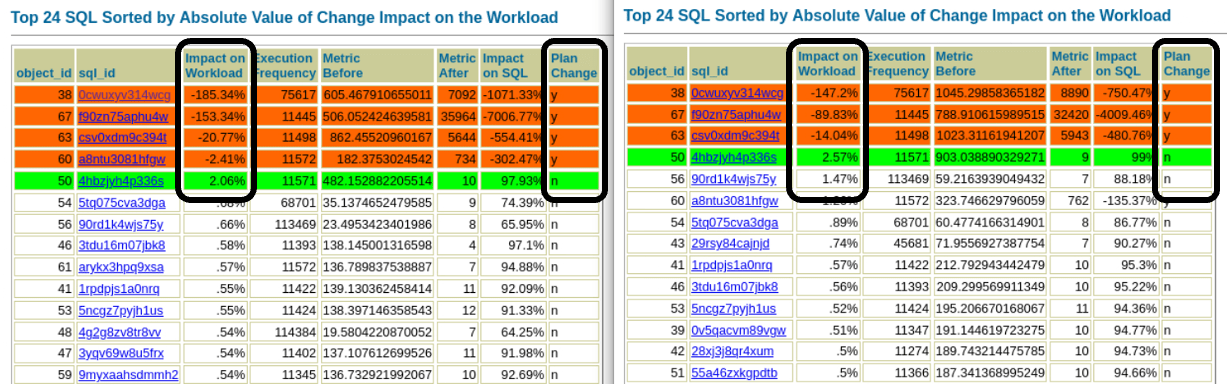 Top 24 SQL Sorted by Absolute Value of Change Impact on the Workload
object_id sql_id Impact on Workload Execution Frequency Metric Before Metric After Impact on SQL Plan Change
38 0cwuxyv314wcg -185.34% 75617 605.467910655011 7092 -1071.33% y
67 f90zn75aphu4w -153.34% 11445 506.052424639581 35964 -7006.77% y
63 csv0xdm9c394t -20.77% 11498 862.45520960167 5644 -554.41% y
60 a8ntu3081hfgw -2.41% 11572 182.3753024542 734 -302.47% y
50 4hbzjyh4p336s 2.06% 11571 482.152882205514 10 97.93% n
54 5tq075cva3dga 68701 35.1374652479585 9 74.39% n
56 90rd1k4wjs75y .66% 113469 23.4953423401986 8 65.95% n
46 3tdu16m07jbk8 .58% 11393 138.145001316598 4 97.1% n
61 arykx3hpq9xsa .57% 11572 136.789837538887 7 94.88% n
41 1rpdpjs1a0nrq .55% 11422 139.130362458414 11 92.09% n
53 5ncgz7pyjh1us .55% 11424 138.397146358543 12 91.33% n
48 4g2g8zv8tr8vv .54% 114384 19.5804220870052 7 64.25% n
47 3yqv69w8u5frx .54% 11402 137.107612699526 11 91.98% n
59 9myxaahsdmmh2 .54% 11345 136.732921992067 10 92.69% n
Top 24 SQL Sorted by Absolute Value of Change Impact on the Workload
object_id sql_id Impact on Workload Execution Frequency Metric Before Metric After Impact on SQL Plan Change
38 0cwuxyv314wcg -147.2% 75617 1045.29858365182 8890 -750.47% y
67 f90zn75aphu4w -89.83% 11445 788.910615989515 32420 -4009.46% y
63 csv0xdm9c394t -14.04% 11498 1023.31161941207 5943 -480.76% y
50 4hbzjyh4p336s 2.57% 11571 903.038890329271 9 99% n
56 90rd1k4wjs75y 1.47% 113469 59.2163939049432 7 88.18% n
60 a8ntu3081hfgw 11572 323.746629796059 762 -135.37% y
54 5tq075cva3dga .89% 68701 60.4774166314901 8 86.77% n
43 29rsy84cajnjd .74% 45681 71.9556927387754 7 90.27% n
41 1rpdpjs1a0nrq .57% 11422 212.792943442479 10 95.3% n
46 3tdu16m07jbk8 .56% 11393 209.299569911349 10 95.22% n
53 5ncgz7pyjh1us .52% 11424 195.206670168067 11 94.36% n
39 0v5qacvm89vgw .51% 11347 191.144619723275 10 94.77% n
42 28xj3j8qr4xum .5% 11274 189.743214475785 10 94.73% n
51 55a46zxkgpdtb .5% 11366 187.341368995249 10 94.66% n